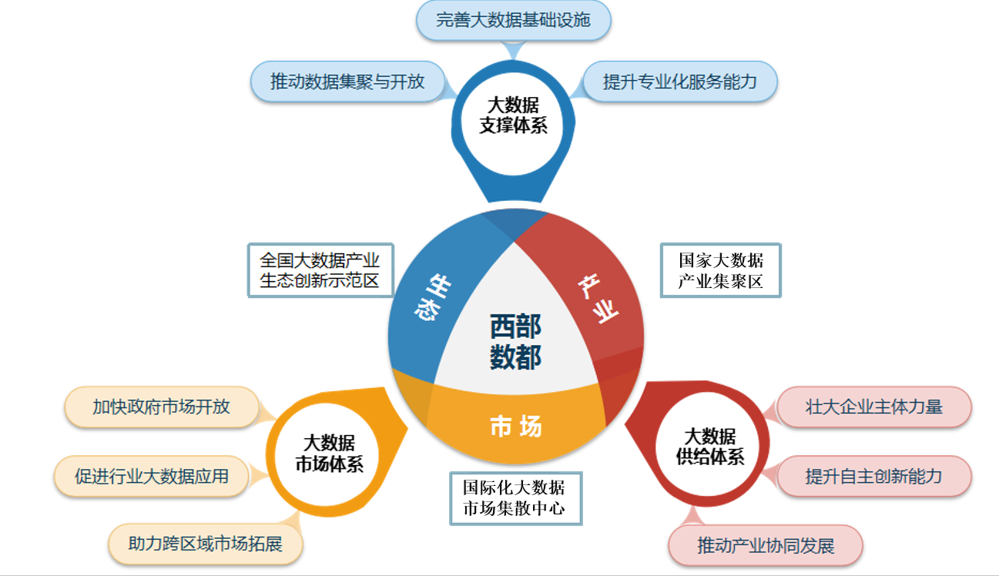 完善大数据基础设施
推动数据集聚与开放
提升专业化服务能力
大数据
支撑体系
全国大数据产业
生态创新示范区
国家大数据
产业集聚区
生态
产业
西部
数都
市场
加快政府市场开放
促进行业大数据应用
助力跨区域市场拓展
大数据
市场体系
国际化大数据
市场集散中心
大数据
供给体系
壮大企业主体力量
提升自主创新能力
推动产业协同发展